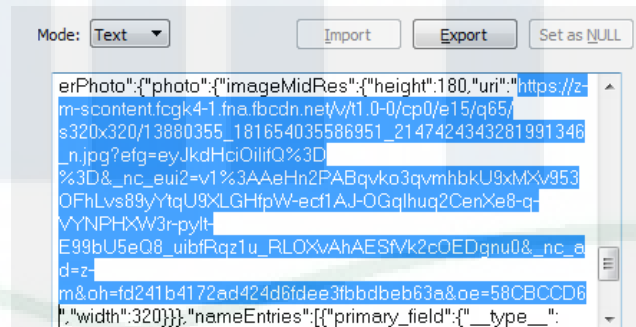 Mode: Text Import Export Set as NULL
erPhoto":{"photo":{"imageMidRes":{"height":180,"uri":"https://z-
m-scontent.fcgk4-1.fna.fbcdn.net/v/t1.0-0/cp0/e15/q65/
s320x320/13880355_181654035586951_2147424343281991346
_n.jpg?efg=eyJkdHciOiIifQ%3D
%3D&_nc_eui2=v1%3AAeHn2PABqvko3qvmhbkU9xMXv953
OFhLvs89yYtqU9XLGHfpW-ecf1AJ-OGqlhuq2CenXe8-q-
VYNPHXW3r-pylt-
E99bU5eQ8_uibfRqz1u_RLOXvAhAESfVk2cOEDgnu0&_nc_a
d=z-
m&oh=fd241b4172ad424d6fdee3fbbdbeb63a&oe=58CBCCD6
","width":320}}},"nameEntries":[{"primary_field":{"__type__":